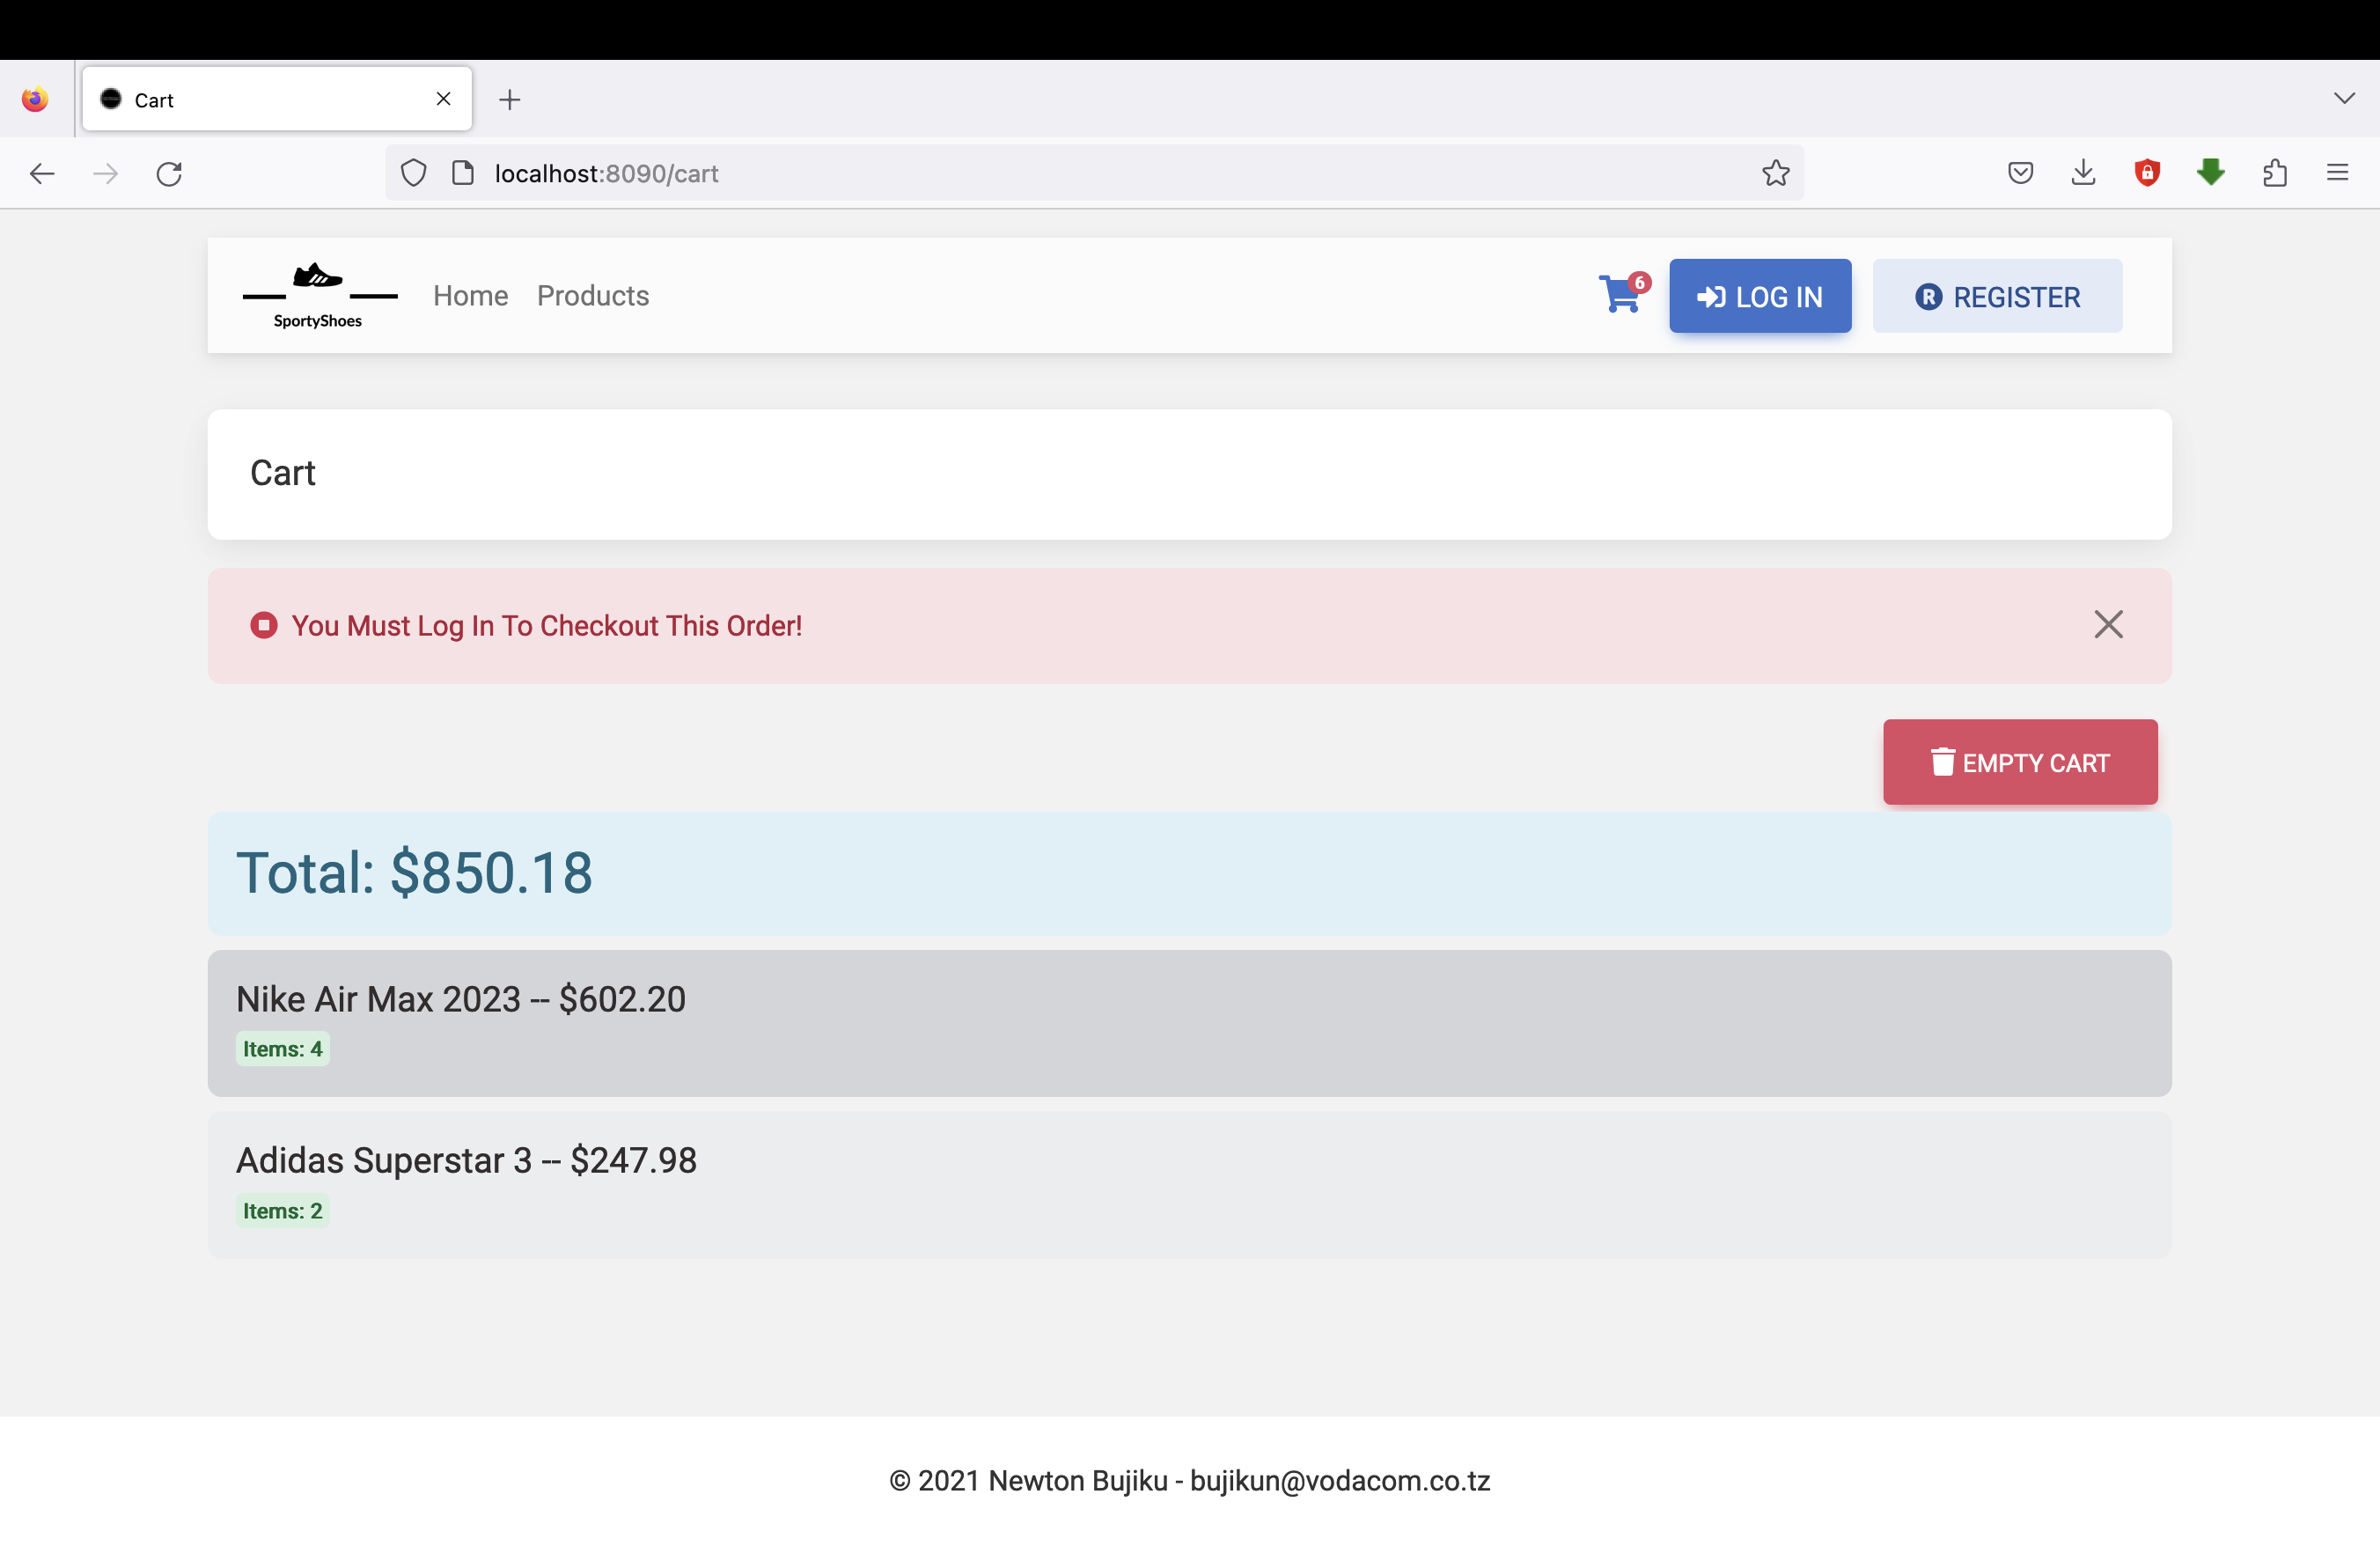 Cart
localhost:8090/cart
SportyShoes
Home
Products
6
LOG IN
R REGISTER
Cart
You Must Log In To Checkout This Order!
EMPTY CART
Total: $850.18
Nike Air Max 2023 -- $602.20
Items: 4
Adidas Superstar 3 -- $247.98
Items: 2
© 2021 Newton Bujiku - bujikun@vodacom.co.tz